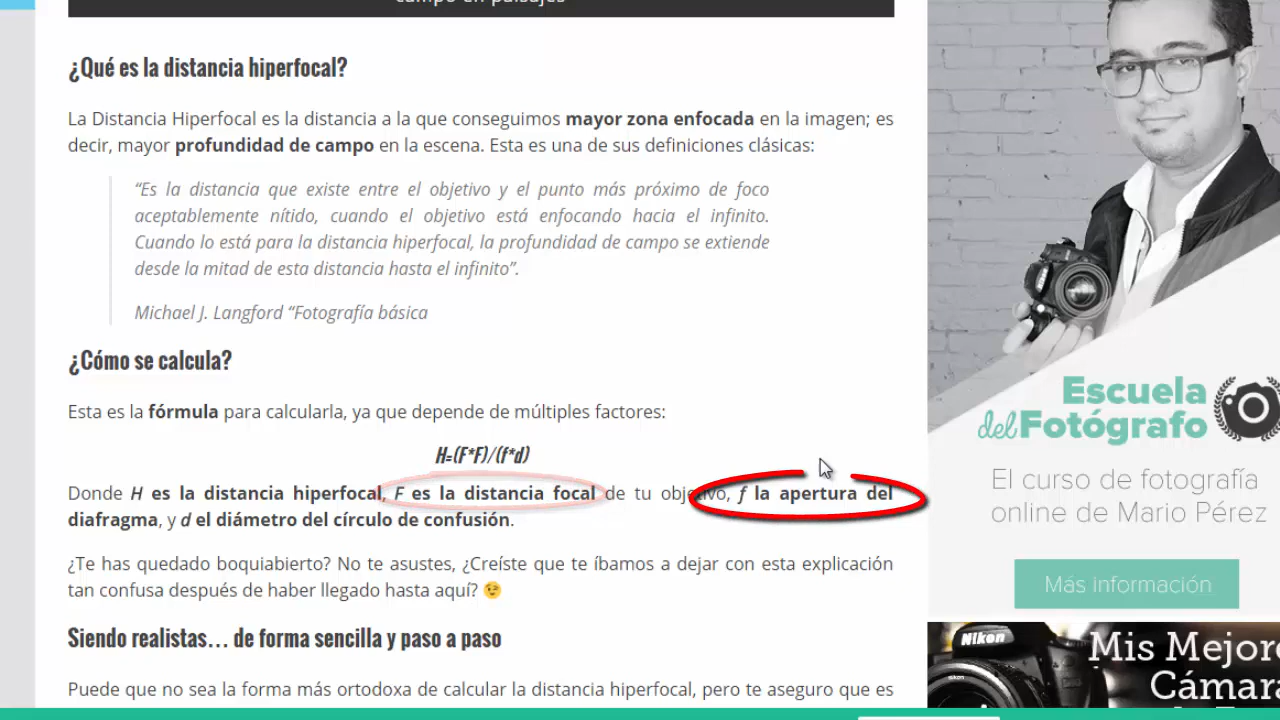 campo en paisajes
¿Qué es la distancia hiperfocal?
La Distancia Hiperfocal es la distancia a la que conseguimos mayor zona enfocada en la imagen; es
decir, mayor profundidad de campo en la escena. Esta es una de sus definiciones clásicas:
“Es la distancia que existe entre el objetivo y el punto más próximo de foco
aceptablemente nítido, cuando el objetivo está enfocando hacia el infinito.
Cuando lo está para la distancia hiperfocal, la profundidad de campo se extiende
desde la mitad de esta distancia hasta el infinito”.
Michael J. Langford “Fotografía básica
¿Cómo se calcula?
Esta es la fórmula para calcularla, ya que depende de múltiples factores:
H=(F*F)/(f*d)
Donde H es la distancia hiperfocal, F es la distancia focal de tu objetivo, f la apertura del
diafragma, y d el diámetro del círculo de confusión.
¿Te has quedado boquiabierto? No te asustes, ¿Creíste que te íbamos a dejar con esta explicación
tan confusa después de haber llegado hasta aquí? 😉
Siendo realistas… de forma sencilla y paso a paso
Puede que no sea la forma más ortodoxa de calcular la distancia hiperfocal, pero te aseguro que es
Escuela
del Fotógrafo
El curso de fotografía
online de Mario Pérez
Más información
Nikon
Nikon
Mis Mejore
Cámara